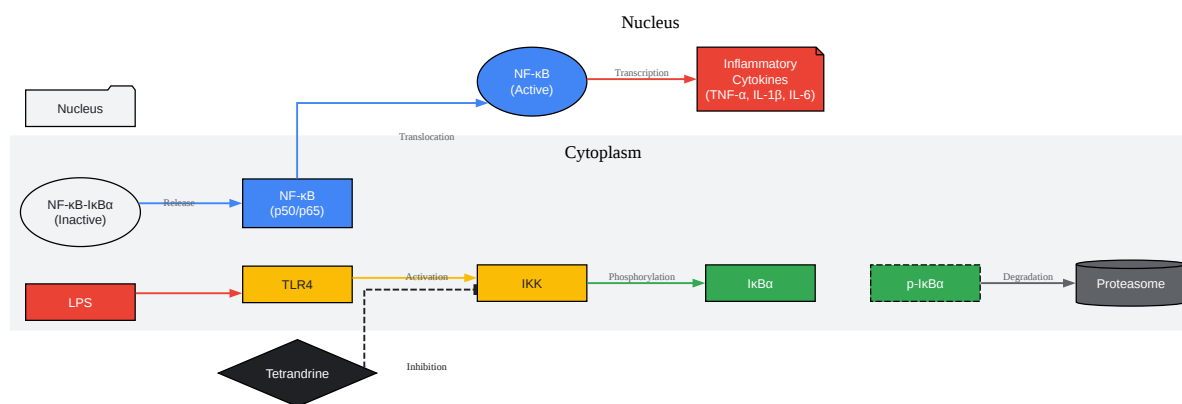 Nucleus
NF-κB
(Active)
Transcription
Inflammatory
Cytokines
(TNF-α, IL-1β, IL-6)
Nucleus
Translocation
Cytoplasm
NF-κB-IκBα
(Inactive)
Release
NF-κB
(p50/p65)
LPS
TLR4
Activation
IKK
Phosphorylation
IκBα
p-IκBα
Degradation
Proteasome
Tetrandrine
Inhibition